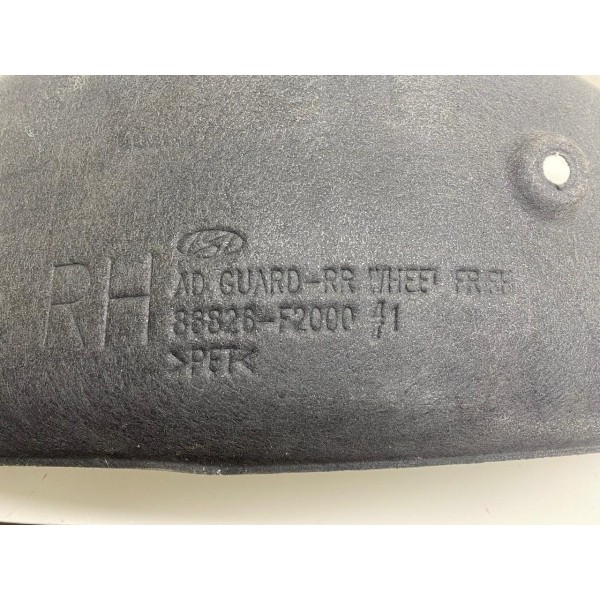 RH
AD. GUARD-RR WHEEL FR.RH
86826-F2000
>PET<